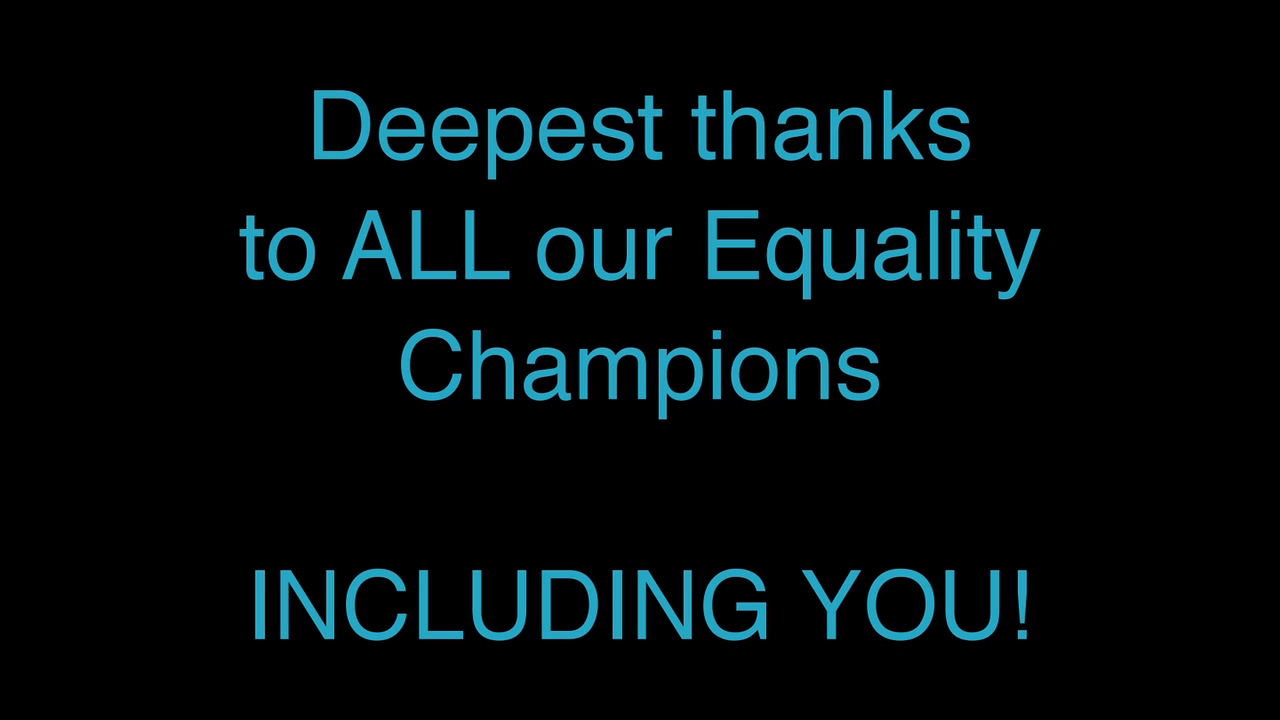 Deepest thanks
to ALL our Equality
Champions
INCLUDING YOU!